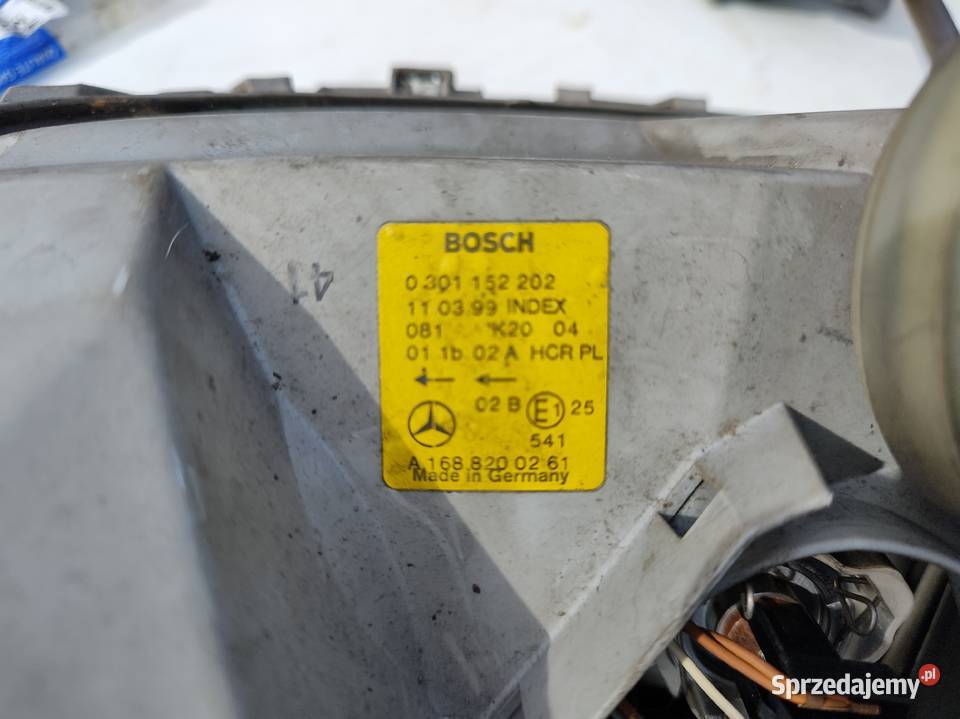 BOSCH
0 301 152 202
11 03 99 INDEX
081 K20 04
01 1b 02 A HCR PL
02 B E1 25
541
A 168 820 02 61
Made in Germany
41
Sprzedajemy.pl